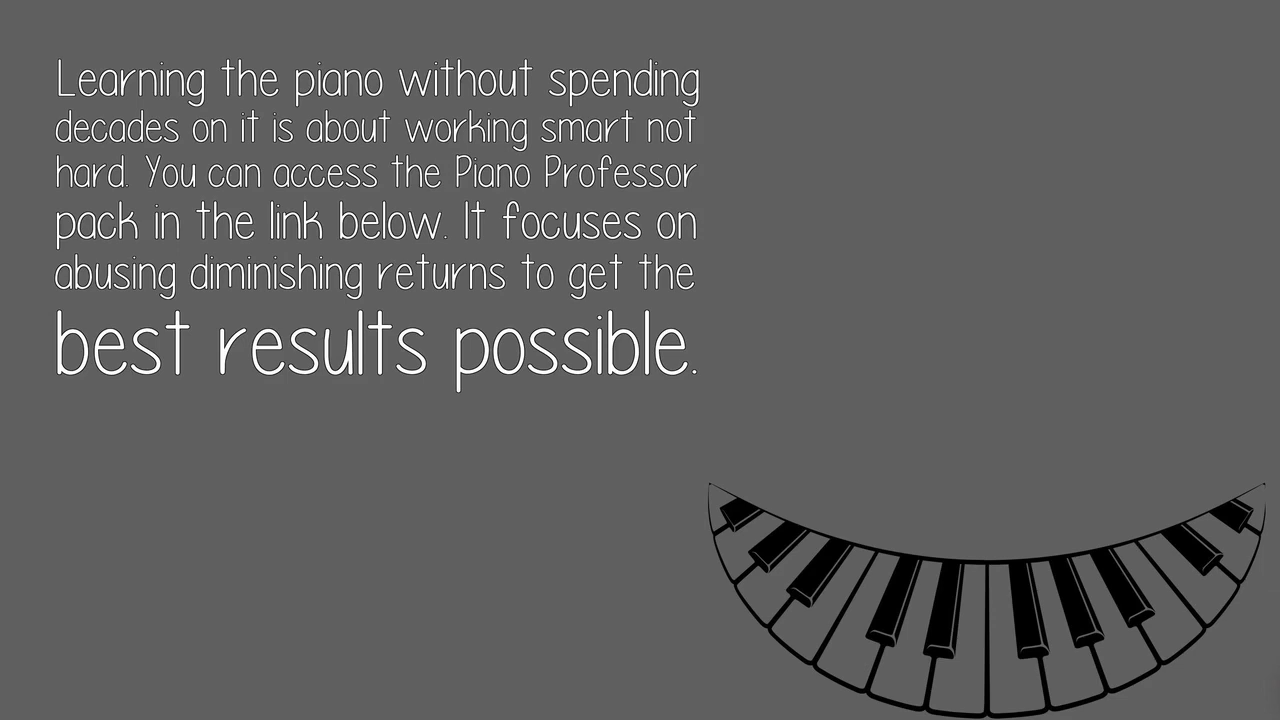 Learning the piano without spending
decades on it is about working smart not
hard. You can access the Piano Professor
pack in the link below. It focuses on
abusing diminishing returns to get the
best results possible.